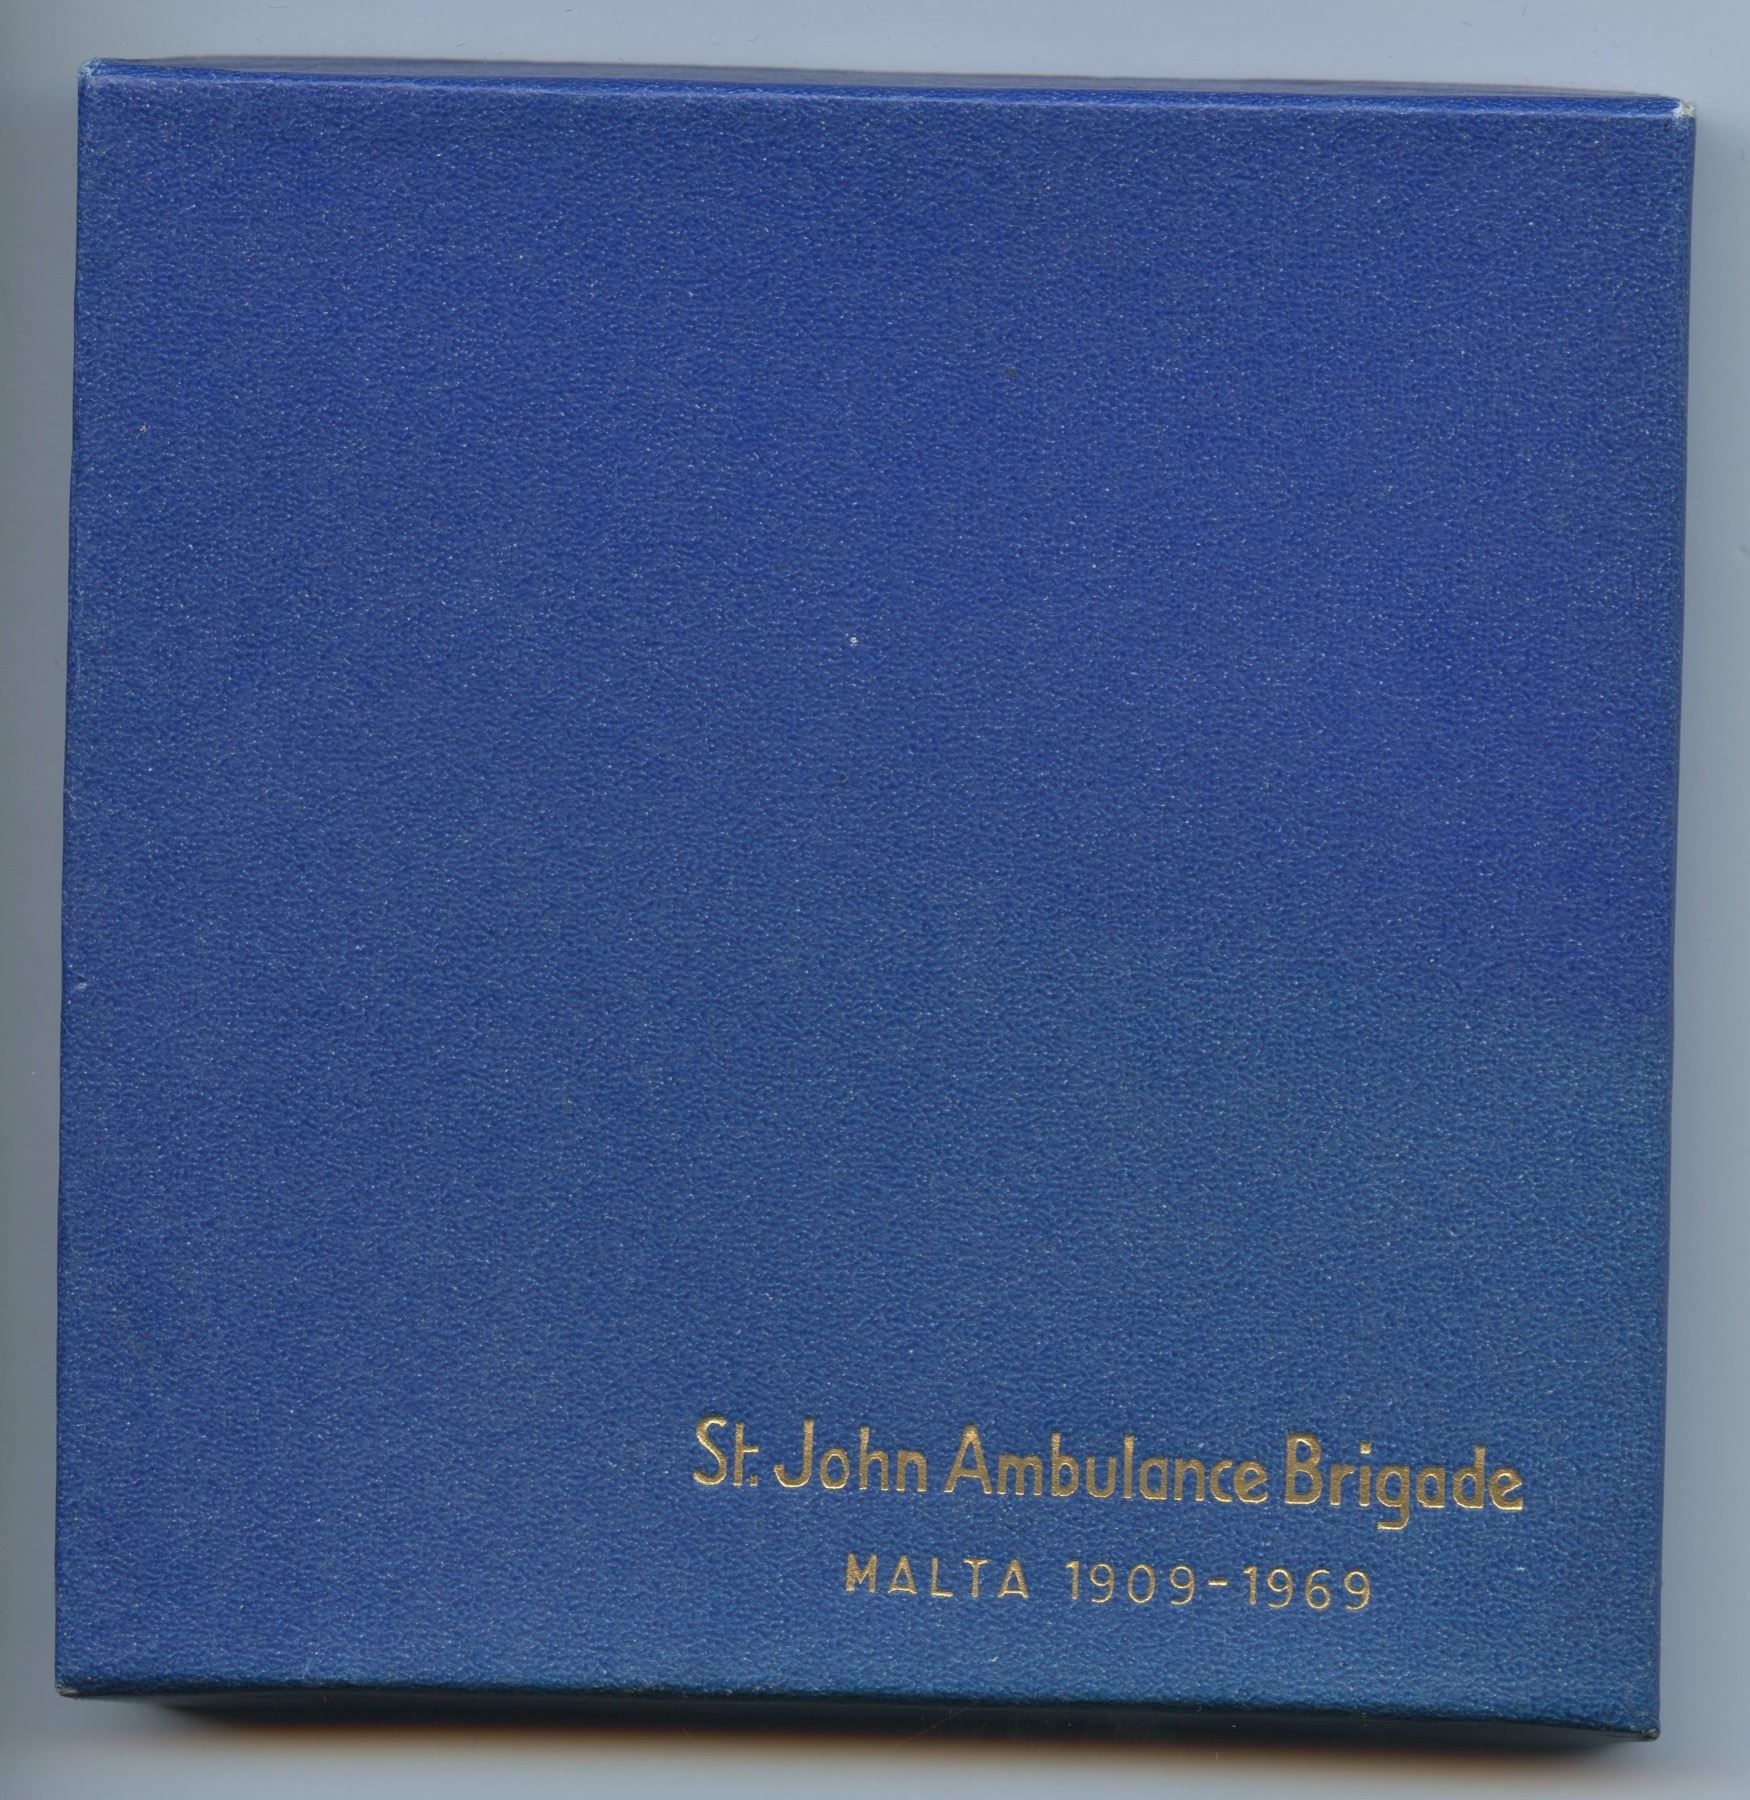 St. John Ambulance Brigade
MALTA 1909-1969